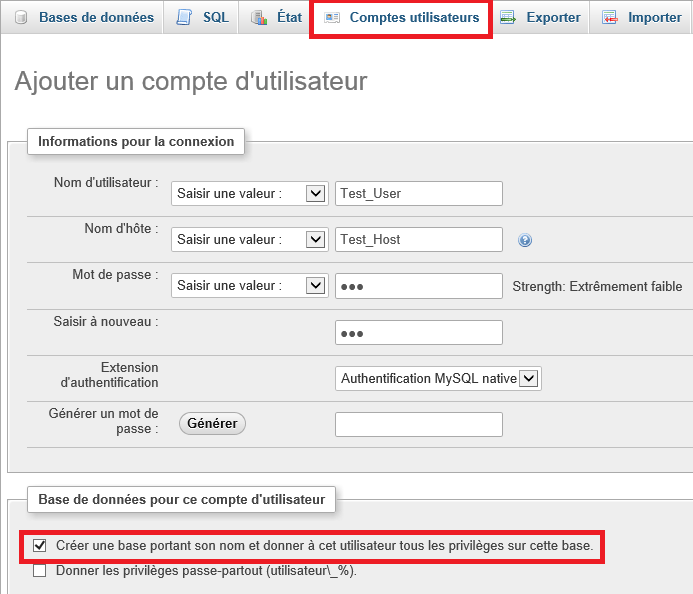 Bases de données SQL État Comptes utilisateurs Exporter Importer
Ajouter un compte d'utilisateur
Informations pour la connexion
Nom d'utilisateur : Saisir une valeur : Test_User
Nom d'hôte : Saisir une valeur : Test_Host
Mot de passe : Saisir une valeur : ●●● Strength: Extrêmement faible
Saisir à nouveau : ●●●
Extension
d'authentification
Authentification MySQL native
Générer un mot de
passe :
Générer
Base de données pour ce compte d'utilisateur
Créer une base portant son nom et donner à cet utilisateur tous les privilèges sur cette base.
Donner les privilèges passe-partout (utilisateur\_%).